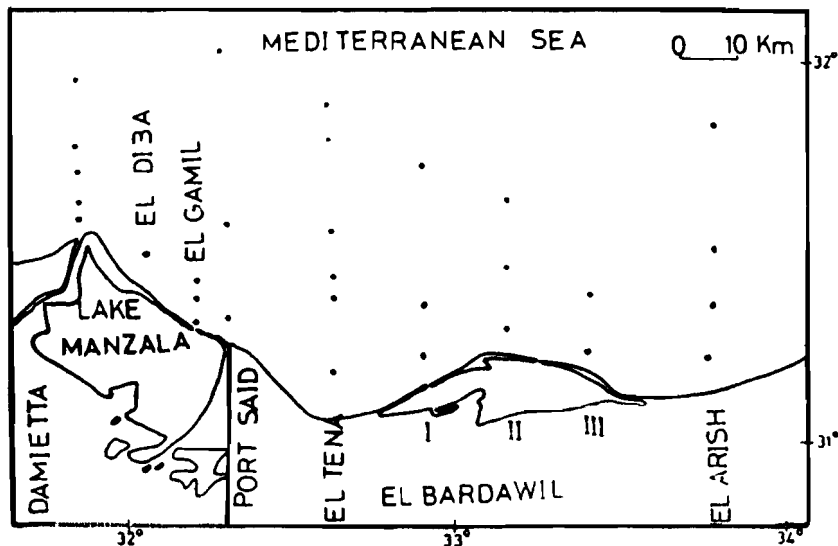 MEDITERRANEAN SEA
0 10 Km
32°
EL DIBA
EL GAMIL
LAKE
MANZALA
DAMIETTA
PORT SAID
EL TEN
I
II
III
31°
EL BARDAWIL
EL ARISH
32°
33°
34°